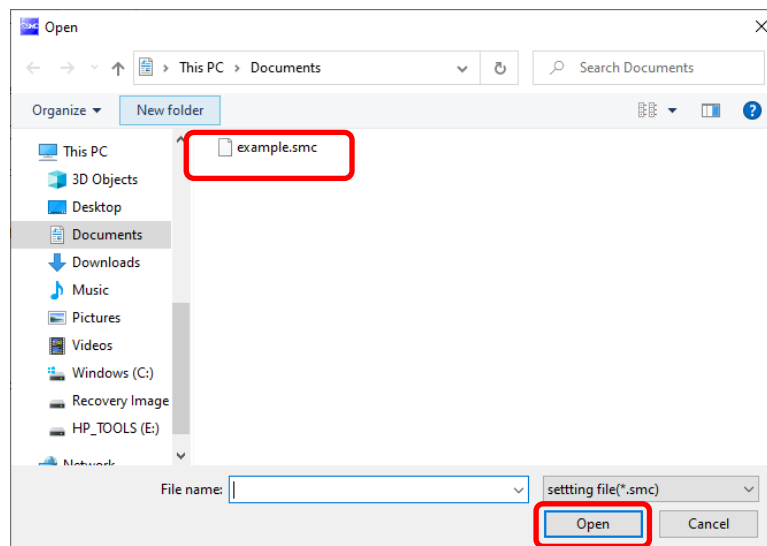 Open
This PC > Documents
Search Documents
Organize
New folder
This PC
3D Objects
Desktop
Documents
Downloads
Music
Pictures
Videos
Windows (C:)
Recovery Image
HP_TOOLS (E:)
Network
example.smc
File name:
settting file(*.smc)
Open
Cancel